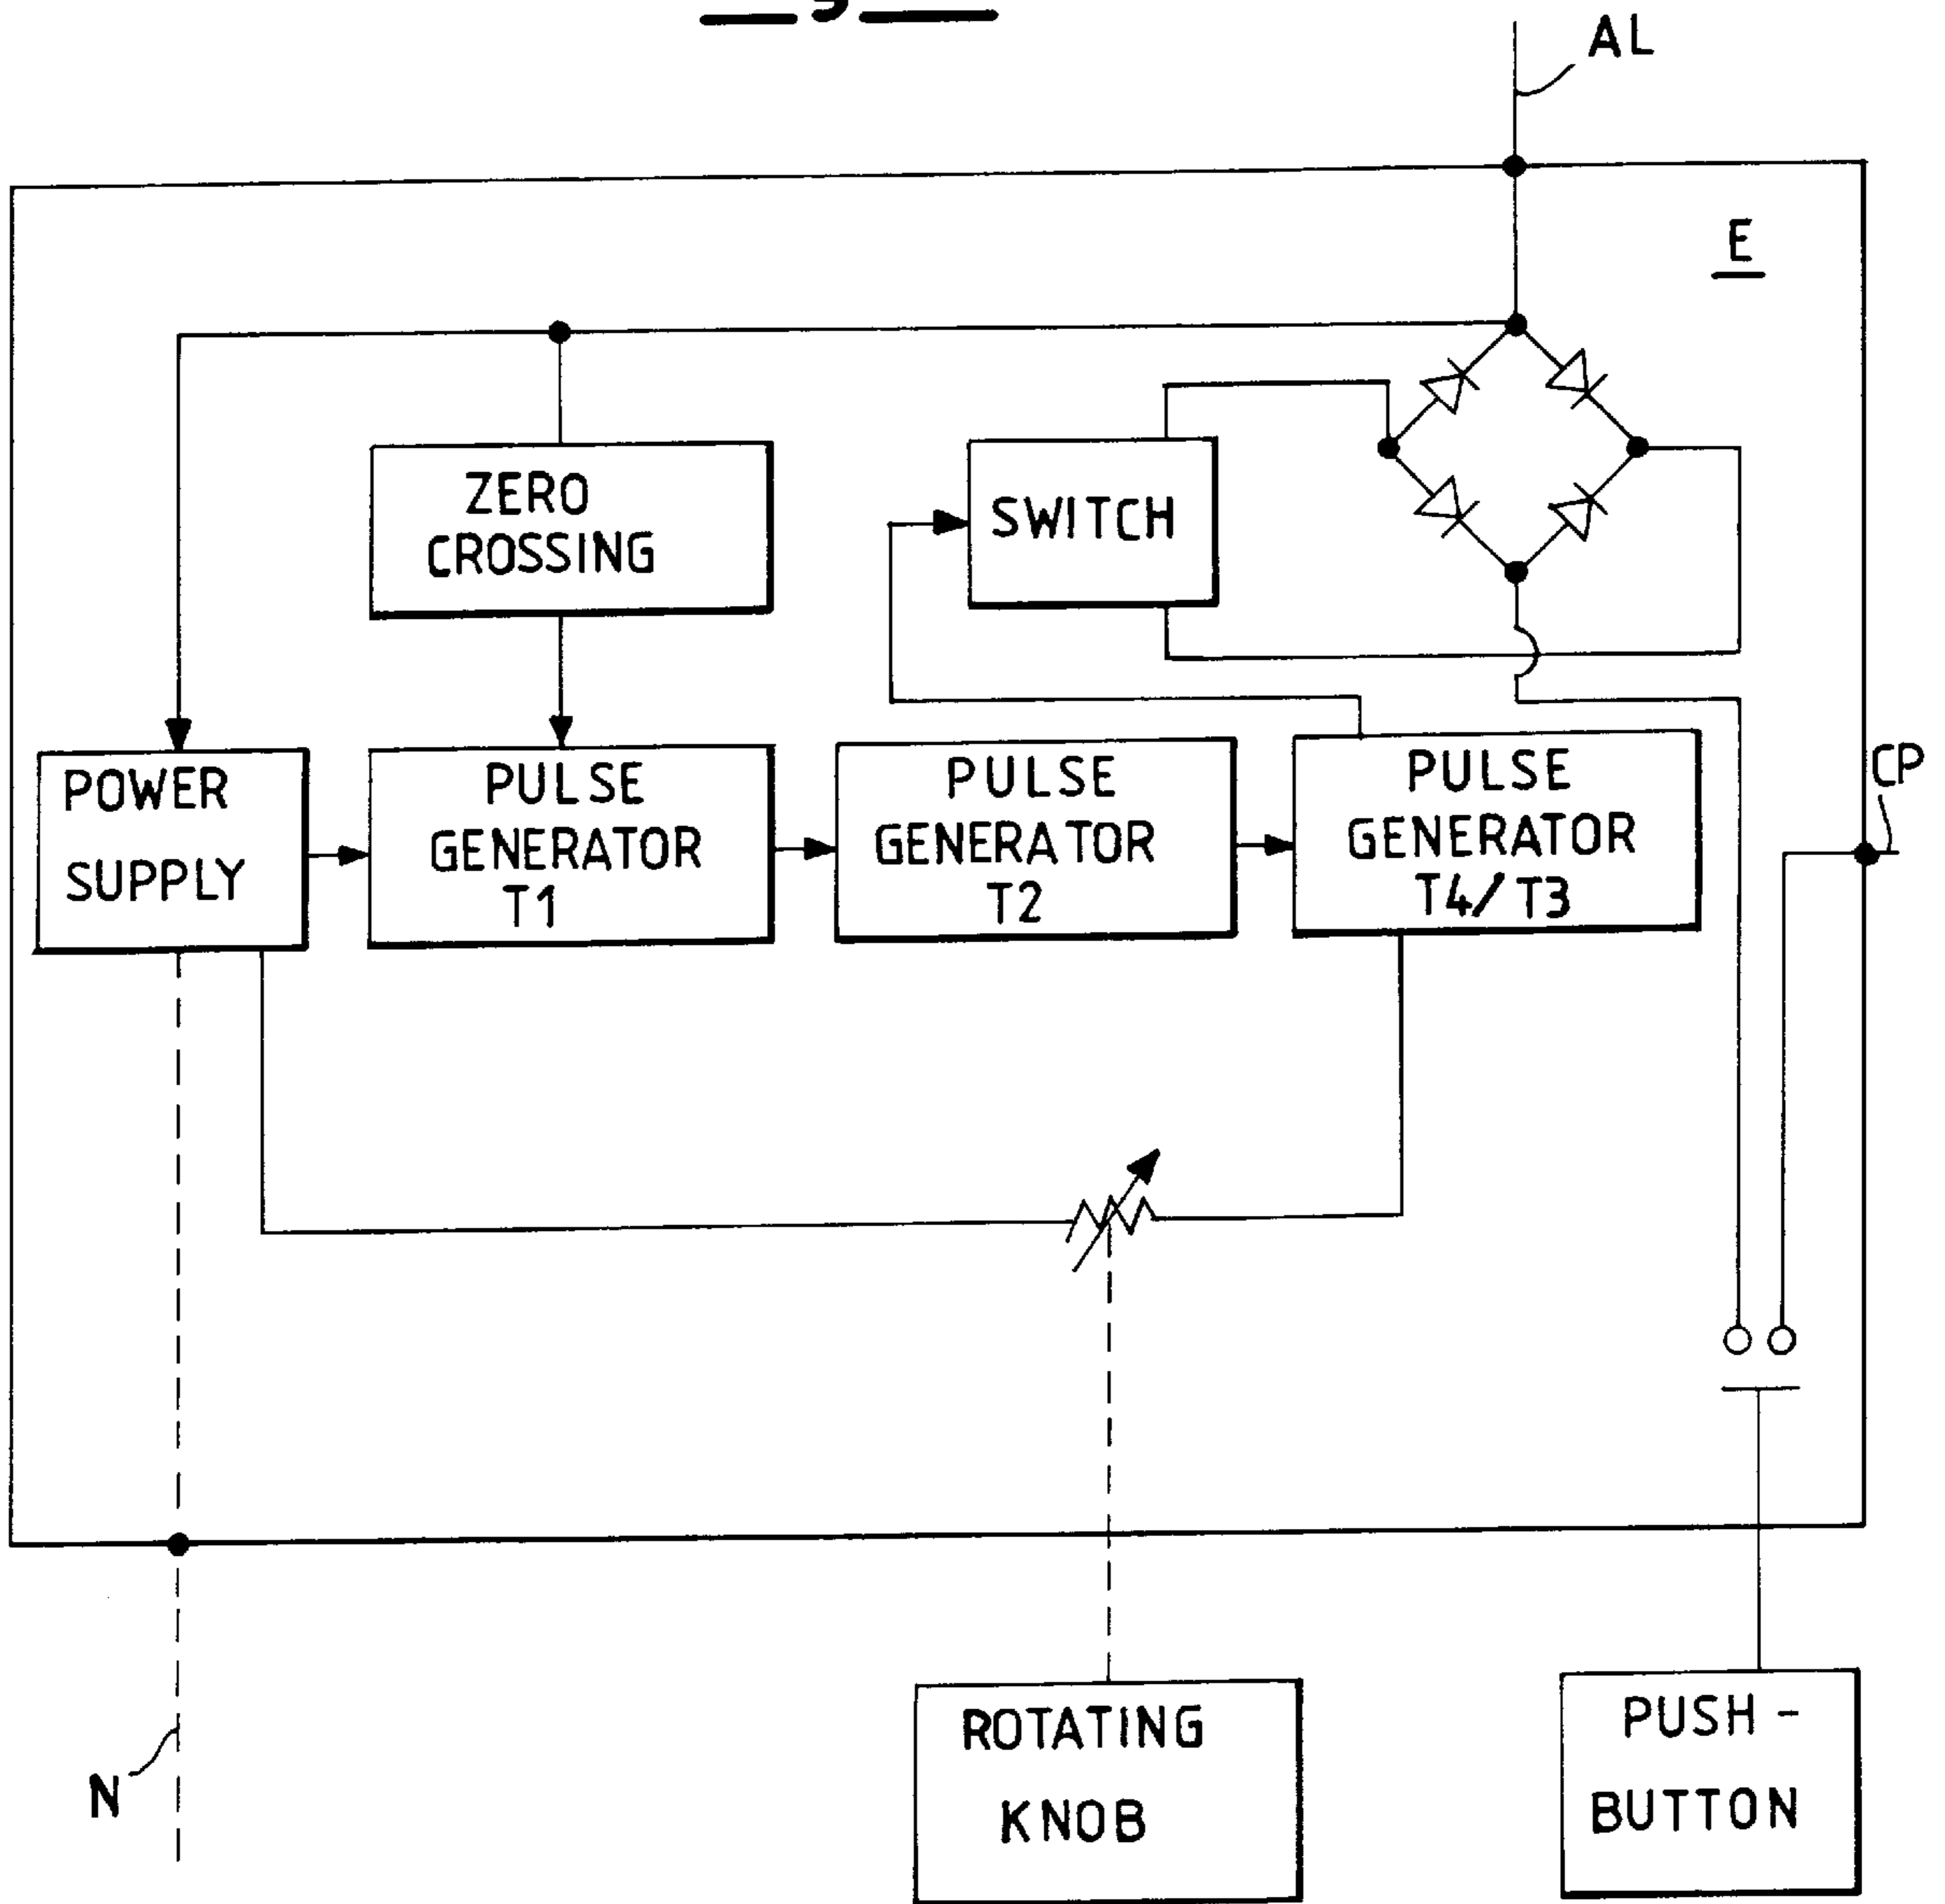 AL
E
ZERO
CROSSING
SWITCH
POWER
SUPPLY
PULSE
GENERATOR
T1
PULSE
GENERATOR
T2
PULSE
GENERATOR
T4/T3
CP
N
ROTATING
KNOB
PUSH-
BUTTON